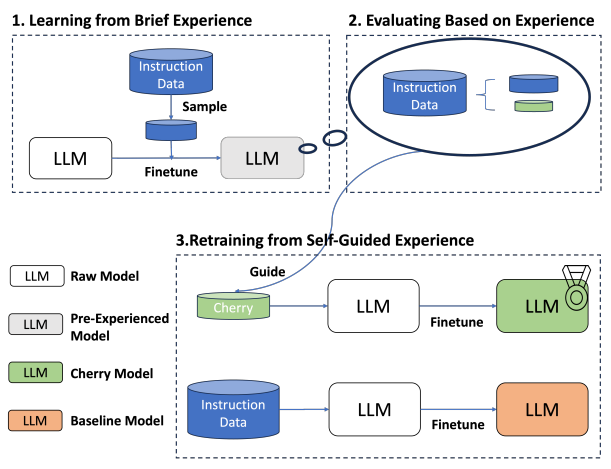 1. Learning from Brief Experience
2. Evaluating Based on Experience
Instruction
Data
Sample
LLM
Finetune
LLM
Instruction
Data
3.Retraining from Self-Guided Experience
Guide
Cherry
LLM
Finetune
LLM
Instruction
Data
LLM
Finetune
LLM
LLM
Raw Model
LLM
Pre-Experienced
Model
LLM
Cherry Model
LLM
Baseline Model